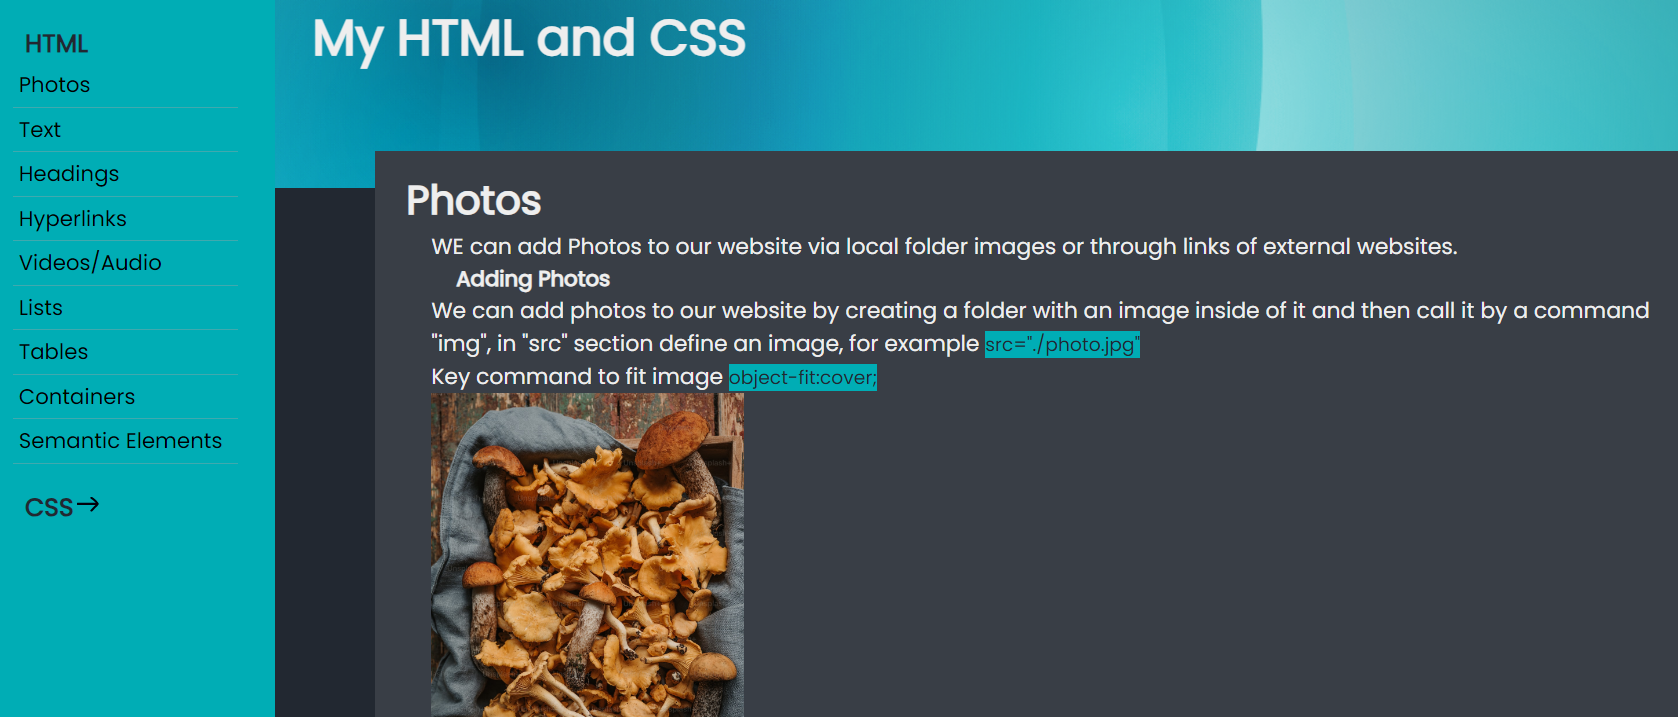 HTML
Photos
Text
Headings
Hyperlinks
Videos/Audio
Lists
Tables
Containers
Semantic Elements
CSS→
My HTML and CSS
Photos
WE can add Photos to our website via local folder images or through links of external websites.
Adding Photos
We can add photos to our website by creating a folder with an image inside of it and then call it by a command
"img", in "src" section define an image, for example src="./photo.jpg"
Key command to fit image object-fit:cover;